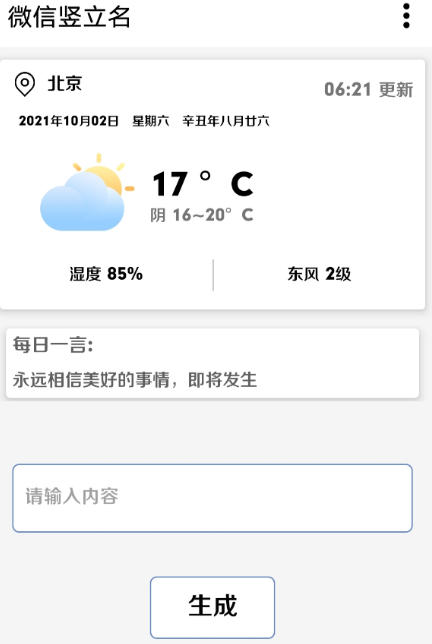 微信竖立名
北京
06:21 更新
2021年10月02日 星期六 辛丑年八月廿六
17 ° C
阴 16~20° C
湿度 85%
东风 2级
每日一言:
永远相信美好的事情，即将发生
请输入内容
生成